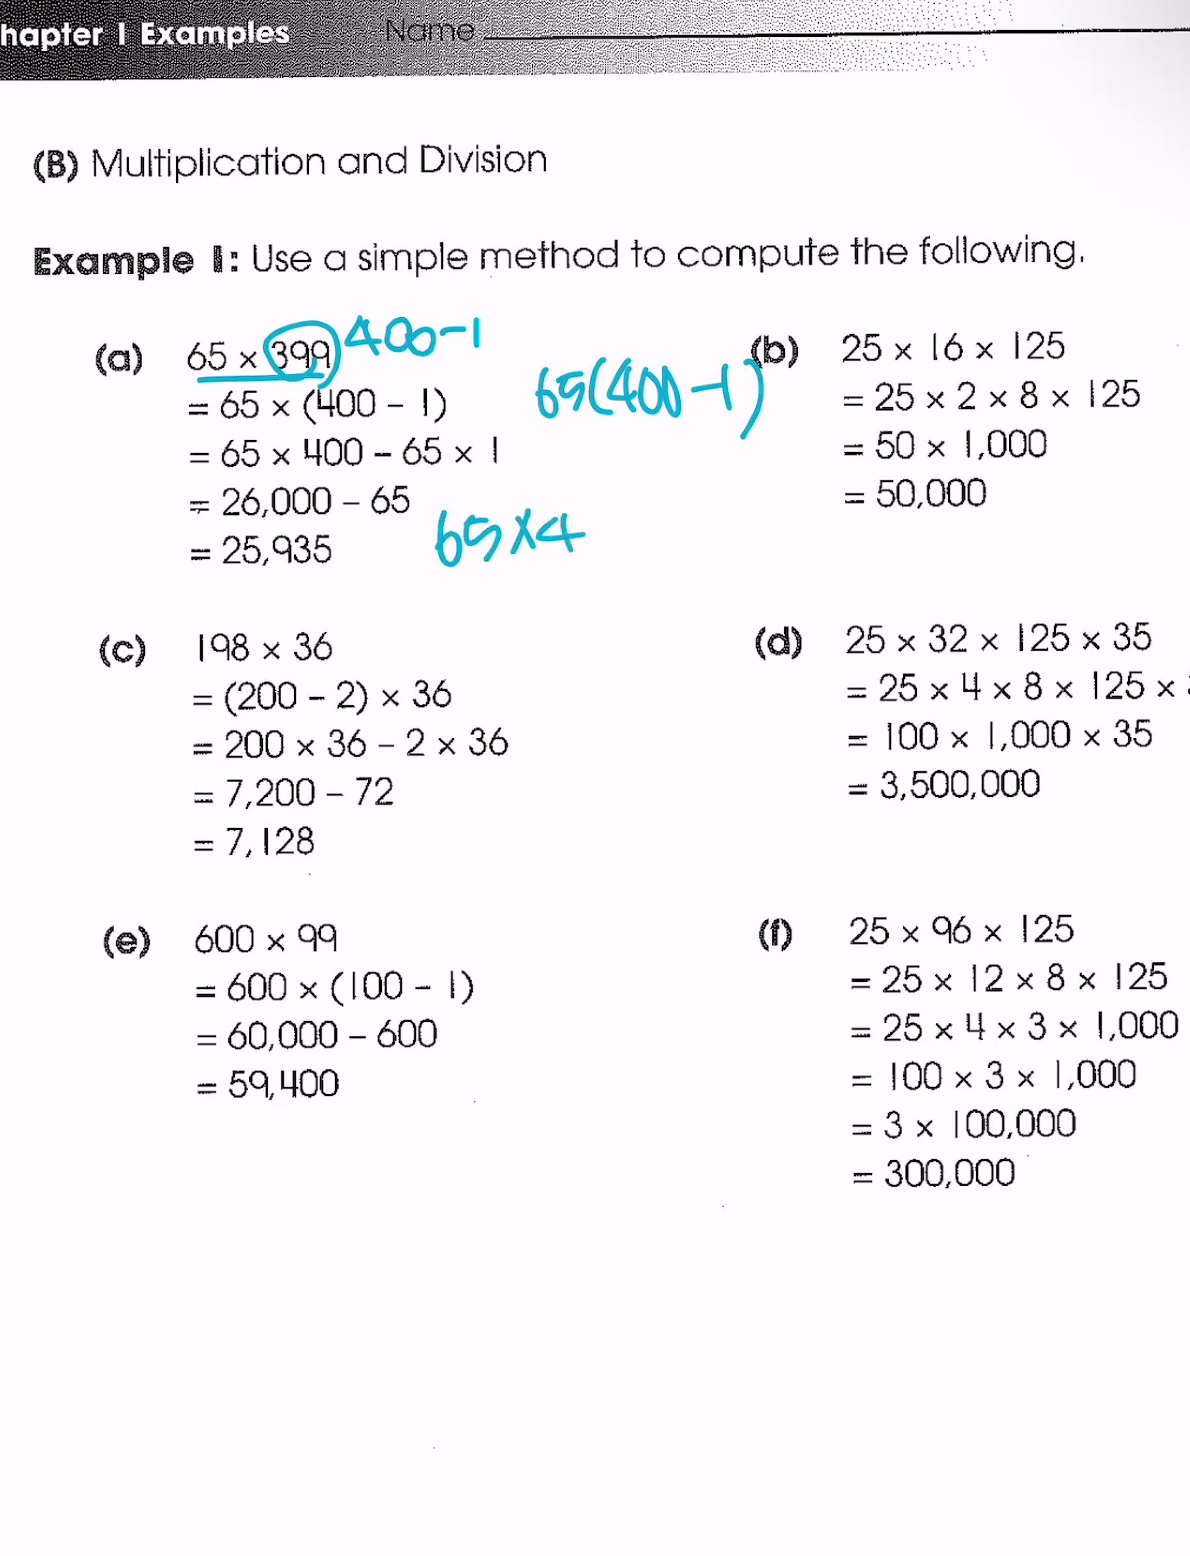 hapter 1 Examples Name
(B) Multiplication and Division
Example 1: Use a simple method to compute the following.
(a) 65 × 399
400-1
= 65 × (400 - 1)
65(400-1)
= 65 × 400 - 65 × 1
= 26,000 - 65
65×4
= 25,935
(b) 25 × 16 × 125
= 25 × 2 × 8 × 125
= 50 × 1,000
= 50,000
(c) 198 × 36
= (200 - 2) × 36
= 200 × 36 - 2 × 36
= 7,200 - 72
= 7,128
(d) 25 × 32 × 125 × 35
= 25 × 4 × 8 × 125 ×
= 100 × 1,000 × 35
= 3,500,000
(e) 600 × 99
= 600 × (100 - 1)
= 60,000 - 600
= 59,400
(f) 25 × 96 × 125
= 25 × 12 × 8 × 125
= 25 × 4 × 3 × 1,000
= 100 × 3 × 1,000
= 3 × 100,000
= 300,000